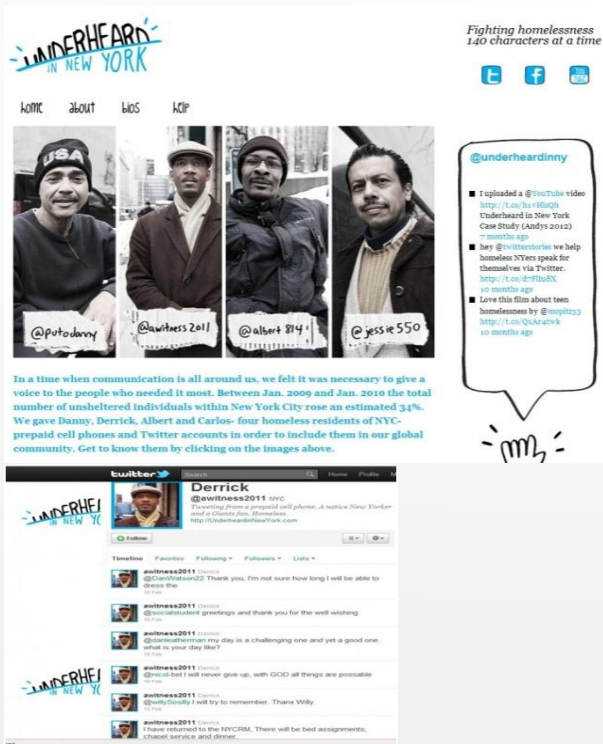 UNDERHEARD
IN NEW YORK
Fighting homelessness
140 characters at a time
home about bios help
USA
@putodanny
@awitness2011
@albert814
@jessie550
@underheardinny
I uploaded a @YouTube video
Underheard in New York
Case Study (Andys 2012)
7 months ago
hey @twitterstories we help
homeless NYers speak for
themselves via Twitter.
10 months ago
Love this film about teen
homelessness by
10 months ago
In a time when communication is all around us, we felt it was necessary to give a
voice to the people who needed it most. Between Jan. 2009 and Jan. 2010 the total
number of unsheltered individuals within New York City rose an estimated 34%.
We gave Danny, Derrick, Albert and Carlos- four homeless residents of NYC-
prepaid cell phones and Twitter accounts in order to include them in our global
community. Get to know them by clicking on the images above.
twitter Search Home Profile M
UNDERHEA
IN NEW YO
Derrick
@awitness2011 NYC
Tweeting from a prepaid cell phone. A native New Yorker
and a Giants fan. Homeless.
http://UnderheardinNewYork.com
Follow
Timeline Favorites Following Followers Lists
awitness2011 Derrick
@DanWatson22 Thank you, I'm not sure how long I will be able to
dress the
awitness2011 Derrick
@socialstudent greetings and thank you for the well wishing.
awitness2011 Derrick
@danleatherman my day is a challenging one and yet a good one.
what is your day like?
awitness2011 Derrick
@nicol-bel I will never give up, with GOD all things are possable
UNDERHEA
IN NEW YO
awitness2011 Derrick
@willySosilly I will try to remember. Thanx Willy.
awitness2011 Derrick
I have returned to the NYCRM, There will be bed assignments,
chapel service and dinner.